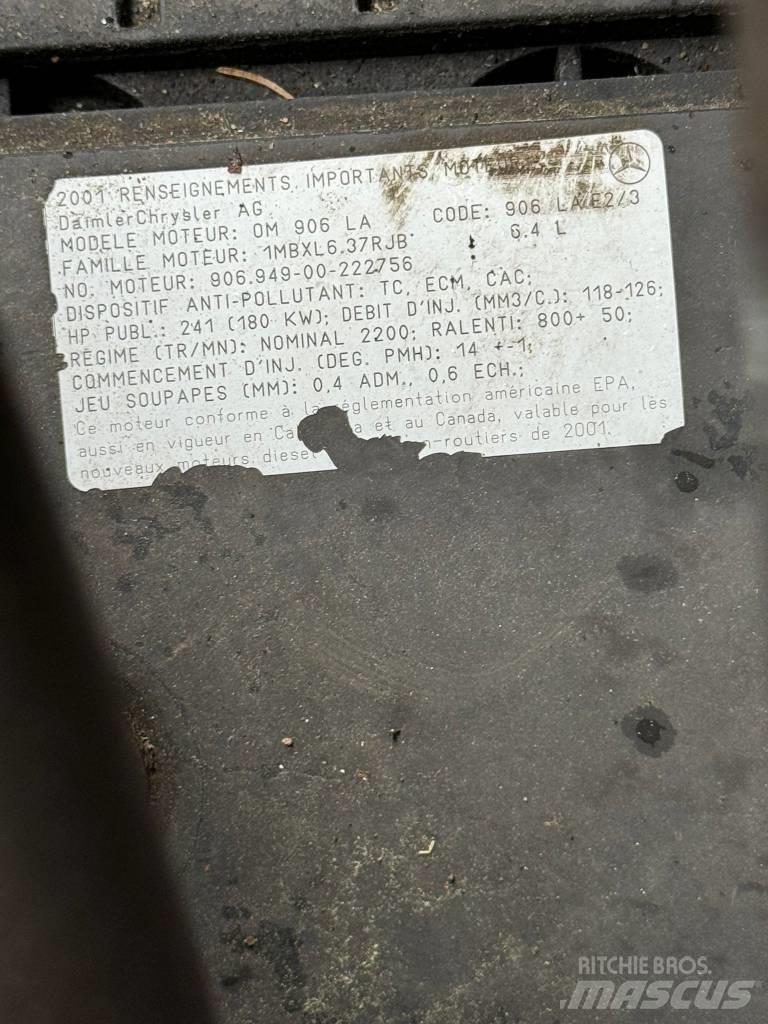 2001 RENSEIGNEMENTS IMPORTANTS MOTEUR
DaimlerChrysler AG
MODELE MOTEUR: OM 906 LA CODE: 906 LA E2/3
FAMILLE MOTEUR: 1MBXL6.37RJB 6.4 L
NO. MOTEUR: 906.949-00-222756
DISPOSITIF ANTI-POLLUTANT: TC, ECM, CAC;
HP PUBL.: 241 (180 KW); DEBIT D'INJ. (MM3/C.): 118-126;
REGIME (TR/MN): NOMINAL 2200; RALENTI: 800+ 50;
COMMENCEMENT D'INJ. (DEG. PMH): 14 +-1;
JEU SOUPAPES (MM): 0,4 ADM., 0,6 ECH.;
Ce moteur conforme à la réglementation américaine EPA,
aussi en vigueur en Ca a et au Canada, valable pour les
nouveaux moteurs diesel n-routiers de 2001.
RITCHIE BROS.
MASCUS